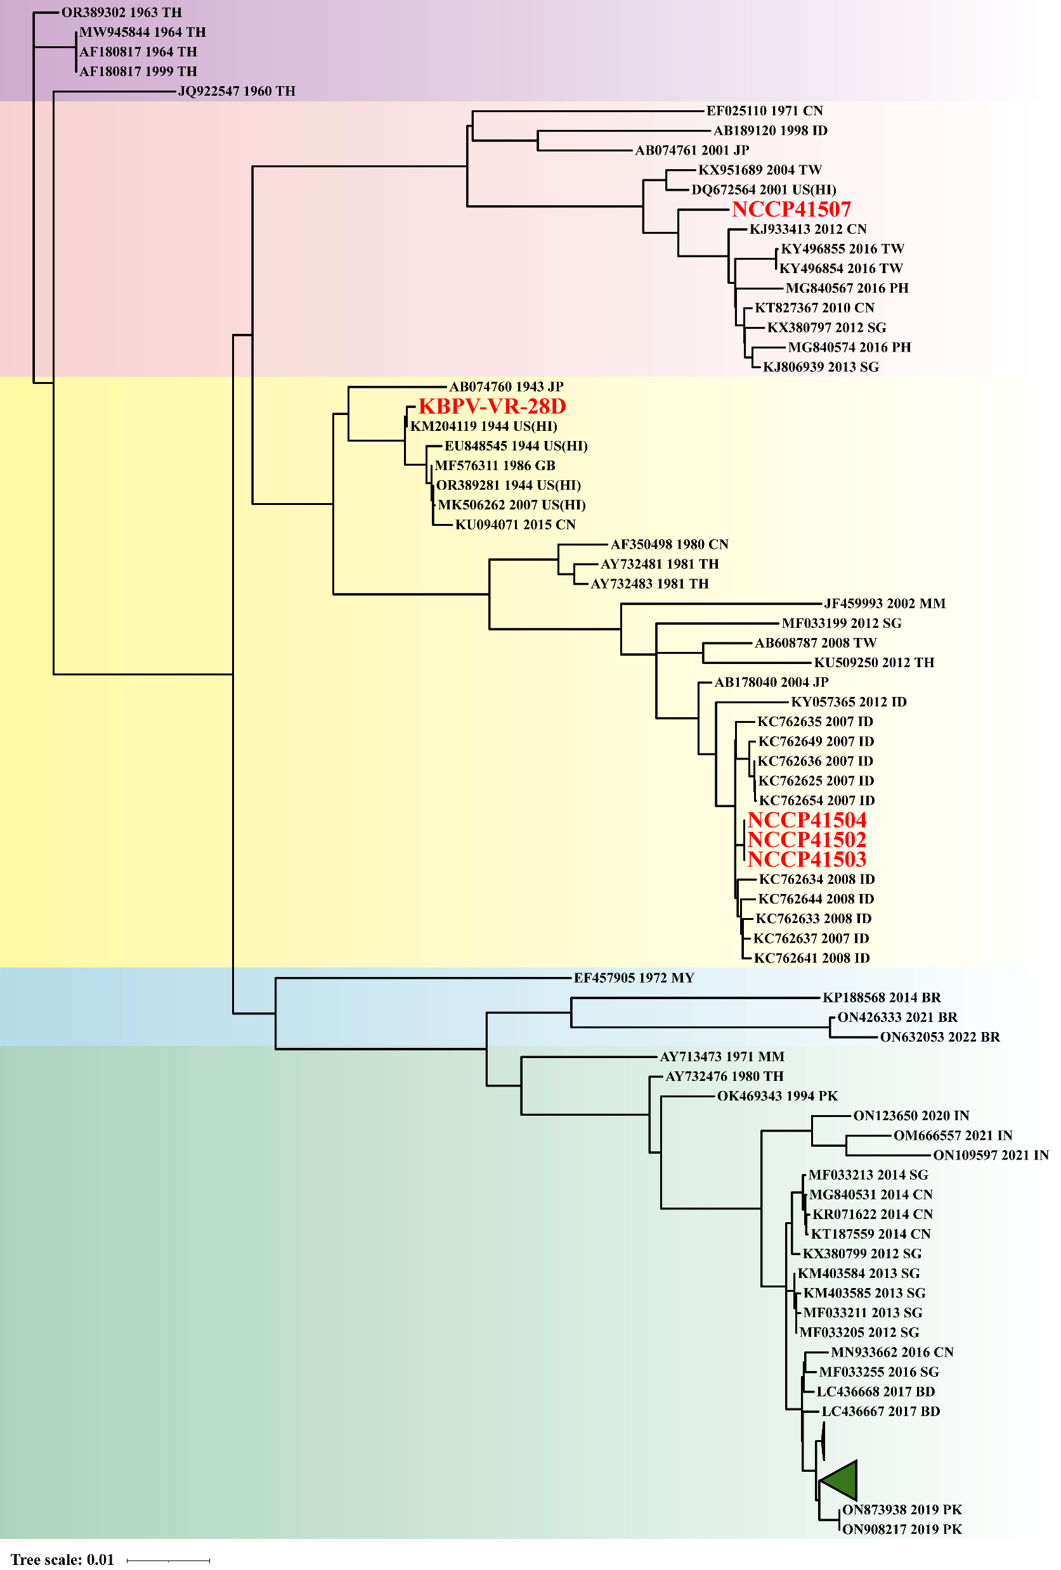 OR389302 1963 TH
MW945844 1964 TH
AF180817 1964 TH
AF180817 1999 TH
JQ922547 1960 TH
EF025110 1971 CN
AB189120 1998 ID
AB074761 2001 JP
KX951689 2004 TW
DQ672564 2001 US(HI)
NCCP41507
KJ933413 2012 CN
KY496855 2016 TW
KY496854 2016 TW
MG840567 2016 PH
KT827367 2010 CN
KX380797 2012 SG
MG840574 2016 PH
KJ806939 2013 SG
AB074760 1943 JP
KBPV-VR-28D
KM204119 1944 US(HI)
EU848545 1944 US(HI)
MF576311 1986 GB
OR389281 1944 US(HI)
MK506262 2007 US(HI)
KU094071 2015 CN
AF350498 1980 CN
AY732481 1981 TH
AY732483 1981 TH
JF459993 2002 MM
MF033199 2012 SG
AB608787 2008 TW
KU509250 2012 TH
AB178040 2004 JP
KY057365 2012 ID
KC762635 2007 ID
KC762649 2007 ID
KC762636 2007 ID
KC762625 2007 ID
KC762654 2007 ID
NCCP41504
NCCP41502
NCCP41503
KC762634 2008 ID
KC762644 2008 ID
KC762633 2008 ID
KC762637 2007 ID
KC762641 2008 ID
EF457905 1972 MY
KP188568 2014 BR
ON426333 2021 BR
ON632053 2022 BR
AY713473 1971 MM
AY732476 1980 TH
OK469343 1994 PK
ON123650 2020 IN
OM666557 2021 IN
ON109597 2021 IN
MF033213 2014 SG
MG840531 2014 CN
KR071622 2014 CN
KT187559 2014 CN
KX380799 2012 SG
KM403584 2013 SG
KM403585 2013 SG
MF033211 2013 SG
MF033205 2012 SG
MN933662 2016 CN
MF033255 2016 SG
LC436668 2017 BD
LC436667 2017 BD
ON873938 2019 PK
ON908217 2019 PK
Tree scale: 0.01